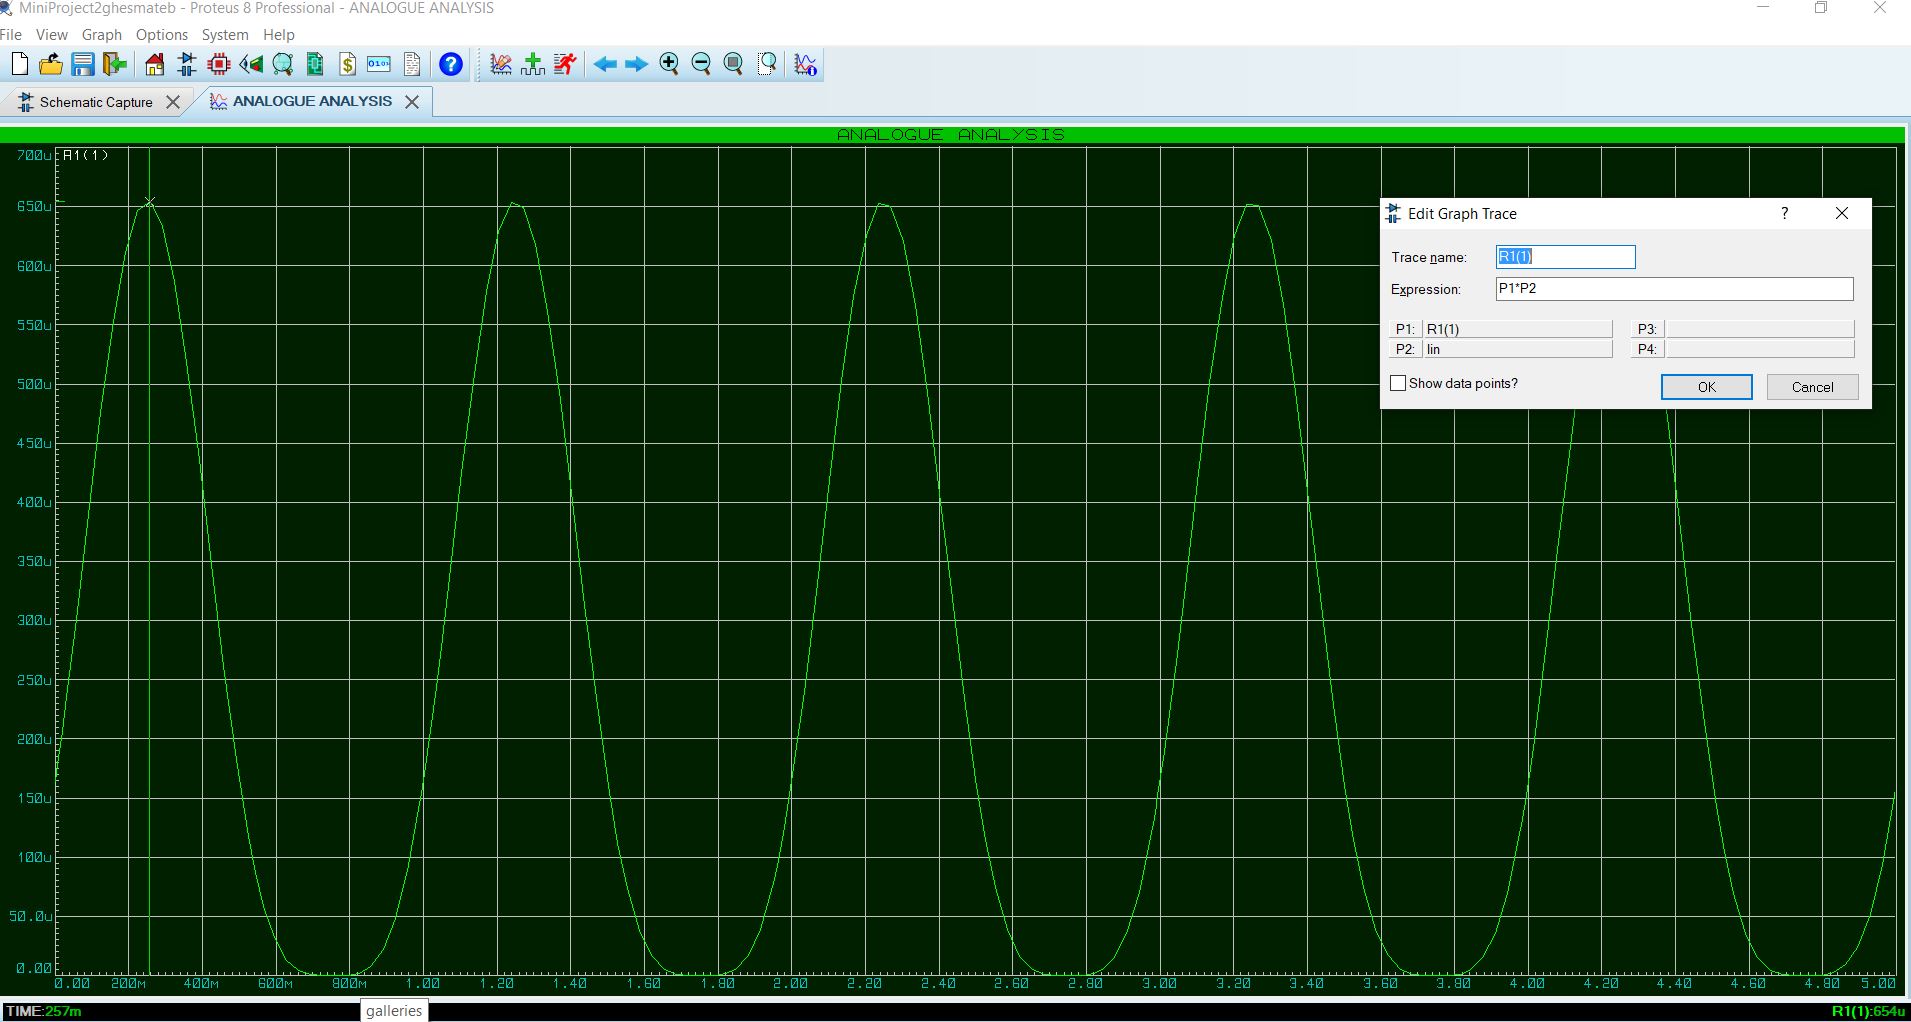 MiniProject2ghesmateb - Proteus 8 Professional - ANALOGUE ANALYSIS
File View Graph Options System Help
Schematic Capture
ANALOGUE ANALYSIS
ANALOGUE ANALYSIS
700u
R1(1)
650u
600u
550u
500u
450u
400u
350u
300u
250u
200u
150u
100u
50.0u
0.00
0.00 200m 400m 600m 800m 1.00 1.20 1.40 1.60 1.80 2.00 2.20 2.40 2.60 2.80 3.00 3.20 3.40 3.60 3.80 4.00 4.20 4.40 4.60 4.80 5.00
Edit Graph Trace ?
Trace name: R1(1)
Expression: P1*P2
P1: R1(1) P3:
P2: Iin P4:
Show data points?
OK Cancel
TIME:257m
galleries
R1(1):654u